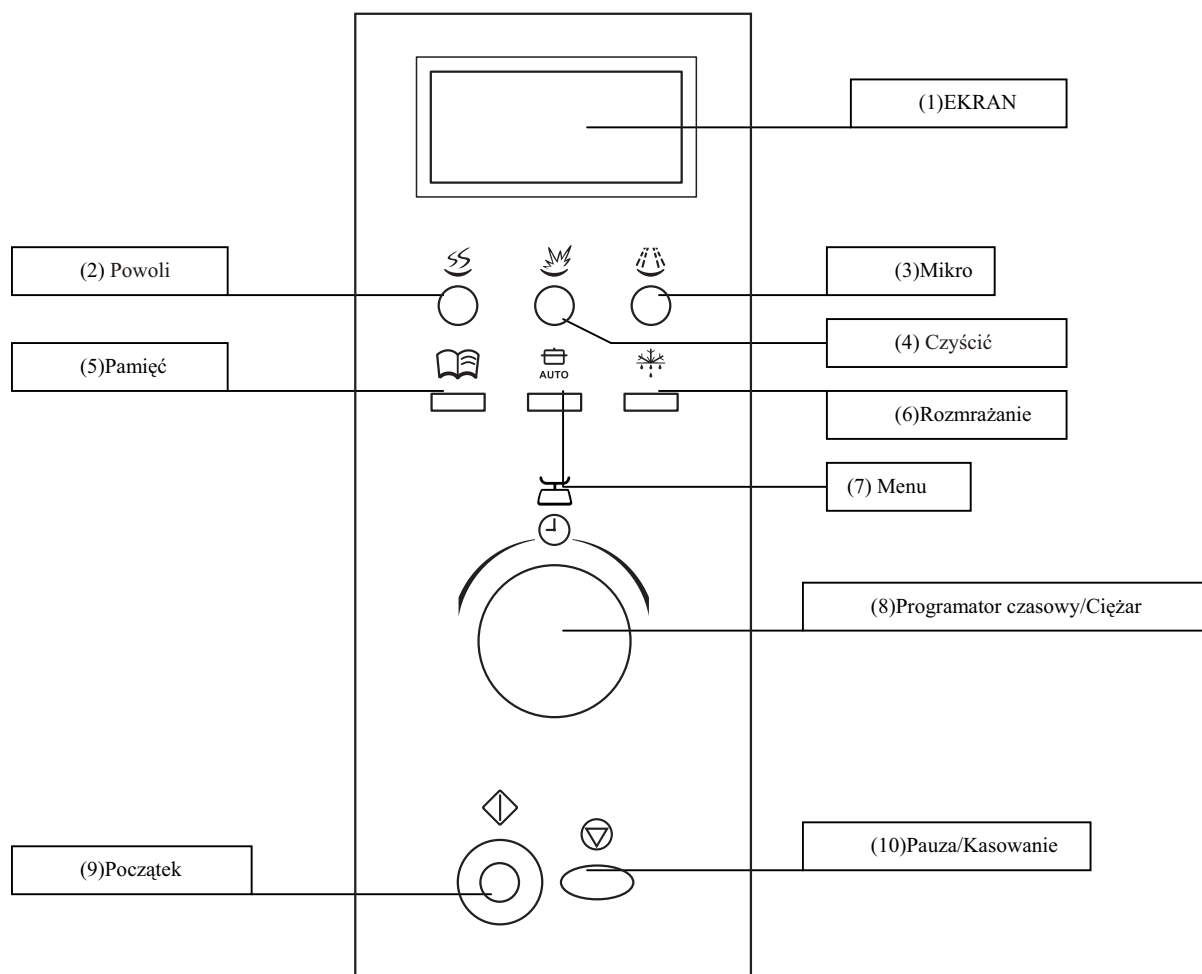 (1)EKRAN
(2) Powoli
(3)Mikro
(4) Czyścić
(5)Pamięć
AUTO
(6)Rozmrażanie
(7) Menu
(8)Programator czasowy/Ciężar
(9)Początek
(10)Pauza/Kasowanie